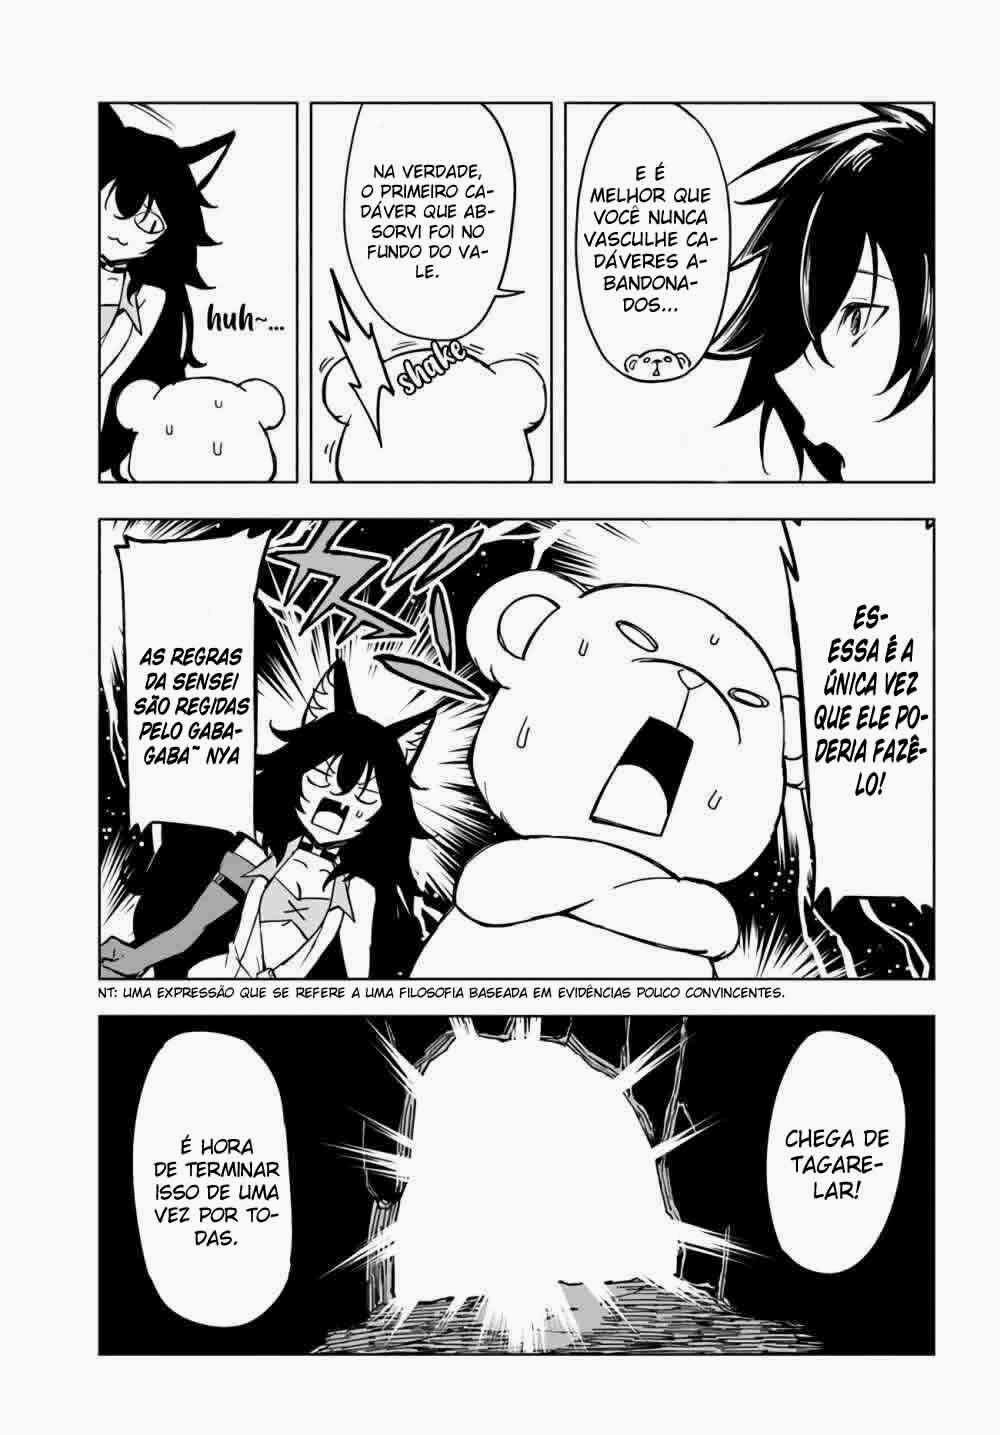 E É
MELHOR QUE
VOCÊ NUNCA
VASCULHE CA-
DÁVERES A-
BANDONA-
DOS...
NA VERDADE,
O PRIMEIRO CA-
DÁVER QUE AB-
SORVI FOI NO
FUNDO DO VA-
LE.
shake
huh~...
ES-
ESSA É A
ÚNICA VEZ
QUE ELE PO-
DERIA FAZÊ-
LO!
AS REGRAS
DA SENSEI
SÃO REGIDAS
PELO GABA-
GABA~ NYA
NT: UMA EXPRESSÃO QUE SE REFERE A UMA FILOSOFIA BASEADA EM EVIDÊNCIAS POUCO CONVINCENTES.
CHEGA DE
TAGARE-
LAR!
É HORA
DE TERMINAR
ISSO DE UMA
VEZ POR TO-
DAS.